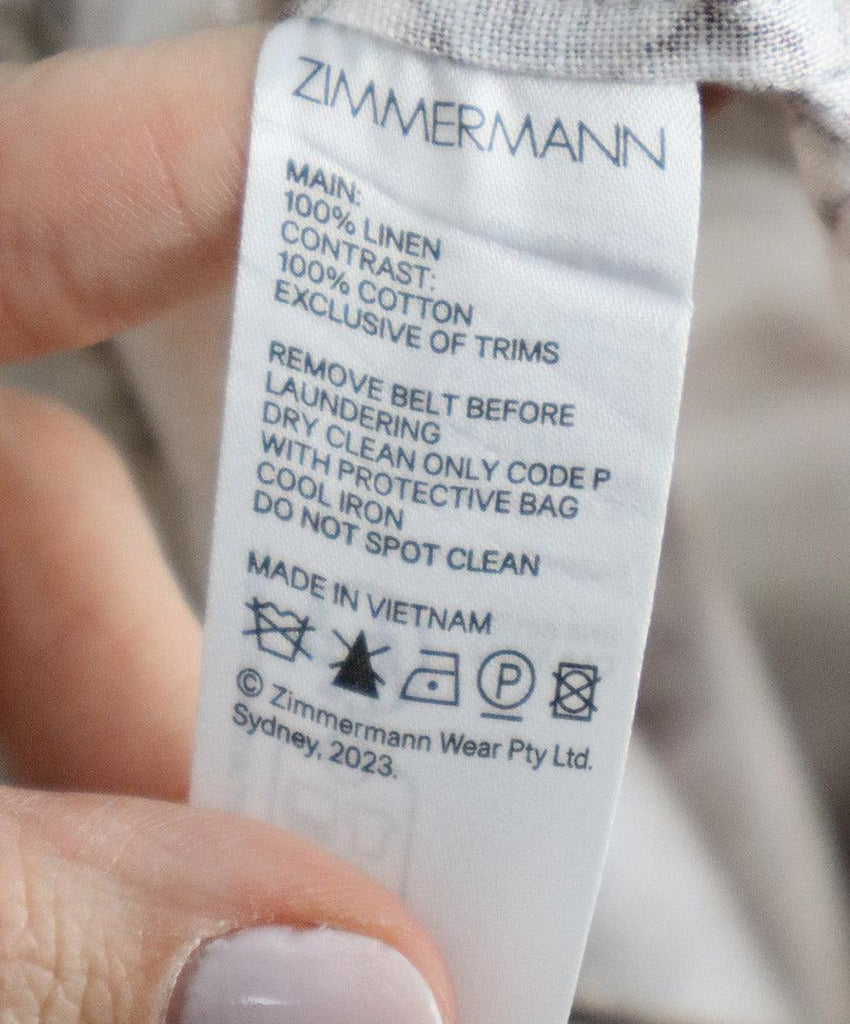 ZIMMERMANN
MAIN:
100% LINEN
CONTRAST:
100% COTTON
EXCLUSIVE OF TRIMS
REMOVE BELT BEFORE
LAUNDERING
DRY CLEAN ONLY CODE P
WITH PROTECTIVE BAG
COOL IRON
DO NOT SPOT CLEAN
MADE IN VIETNAM
P
© Zimmermann Wear Pty Ltd.
Sydney, 2023.